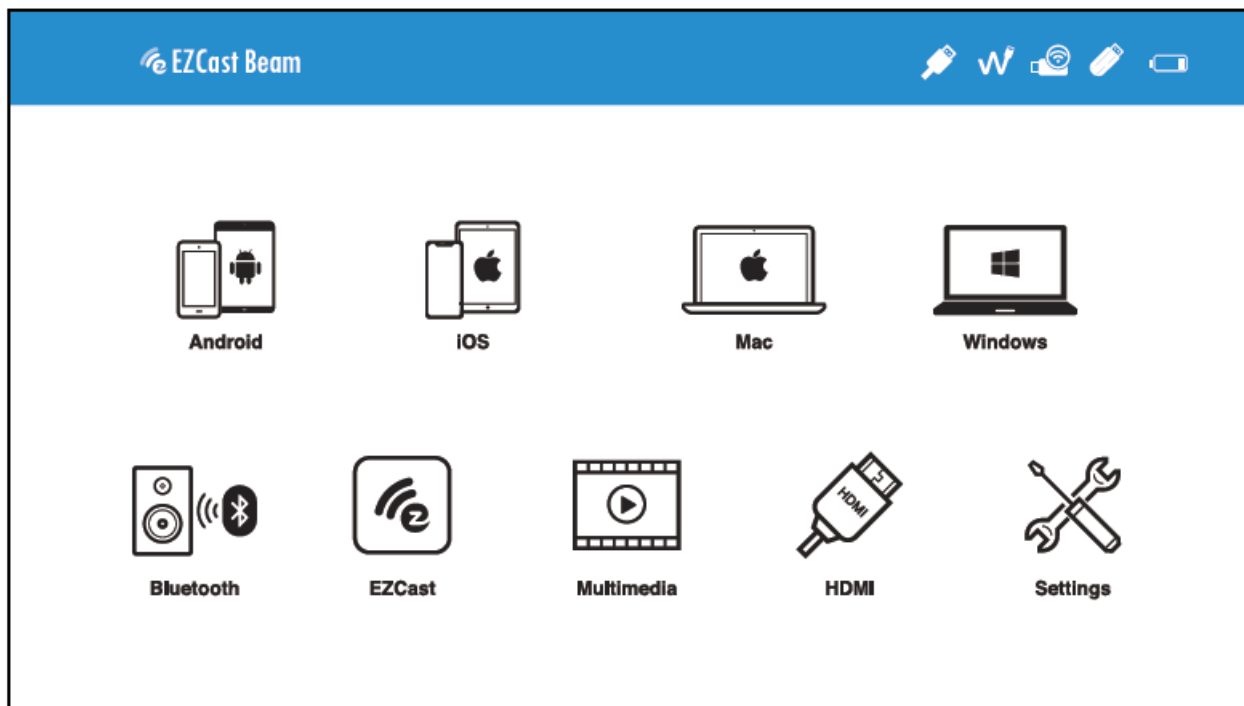 EZCast Beam
Android
iOS
Mac
Windows
HDMI
Bluetooth
EZCast
Multimedia
HDMI
Settings